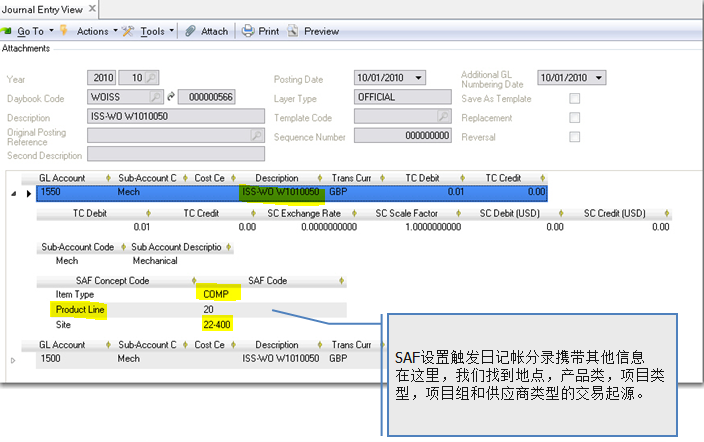 Journal Entry View
Go To Actions Tools Attach Print Preview
Attachments
Year 2010 10 Posting Date 10/01/2010 Additional GL Numbering Date 10/01/2010
Daybook Code WOISS 000000566 Layer Type OFFICIAL Save As Template
Description ISS-WO W1010050 Template Code Replacement
Original Posting Reference Sequence Number 000000000 Reversal
Second Description
GL Account Sub-Account C Cost Ce Description Trans Curr TC Debit TC Credit
1550 Mech ISS-WO W1010050 GBP 0.01 0.00
TC Debit TC Credit SC Exchange Rate SC Scale Factor SC Debit (USD) SC Credit (USD)
0.01 0.00 0.0000000000 1.0000000000 0.00 0.00
Sub-Account Code Sub Account Descriptio
Mech Mechanical
SAF Concept Code SAF Code
Item Type COMP
Product Line 20
Site 22-400
GL Account Sub-Account C Cost Ce Description Trans Curr
1500 Mech ISS-WO W1010050 GBP
SAF设置触发日记帐分录携带其他信息
在这里，我们找到地点，产品类，项目类
型，项目组和供应商类型的交易起源。